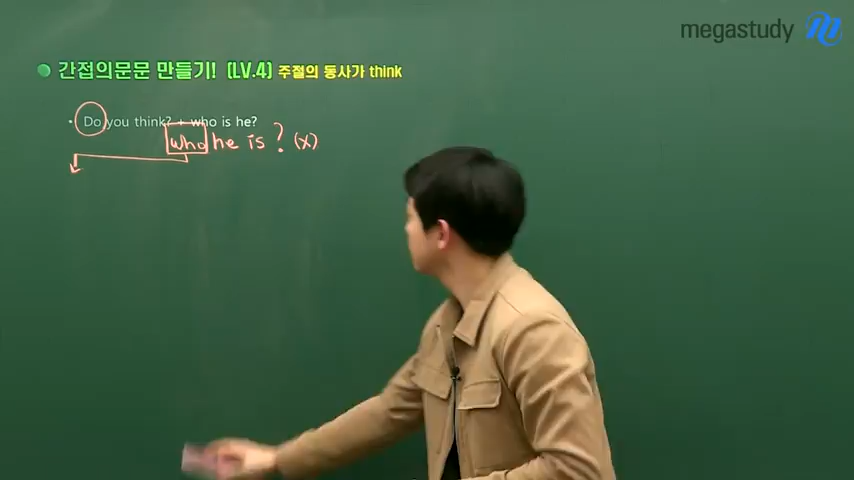 megastudy
간접의문문 만들기! (LV.4) 주절의 동사가 think
• Do you think? + who is he?
who he is? (x)